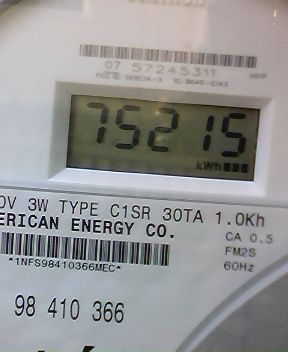 07 57245311
75215
kWh
0V 3W TYPE C1SR 30TA 1.0Kh
ERICAN ENERGY CO.
CA 0.5
FM2S
*1NFS98410366MEC*
60Hz
98 410 366